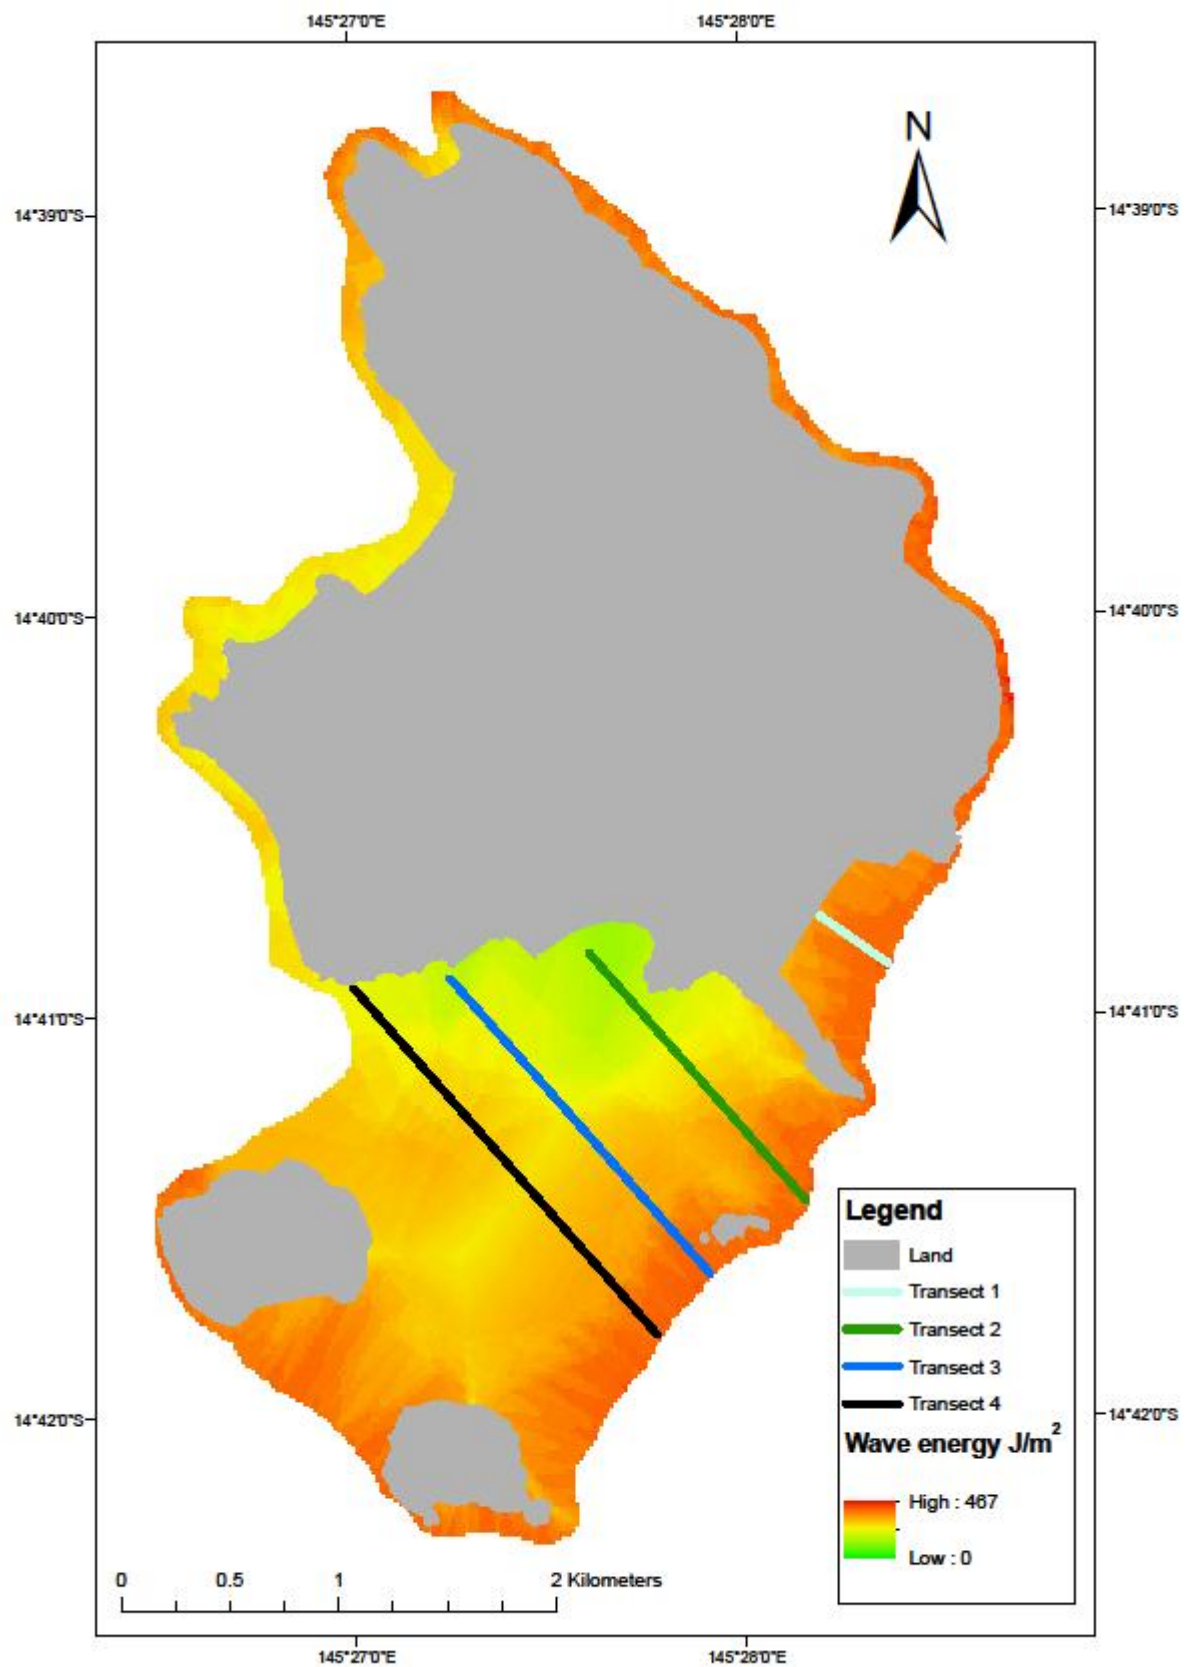 145°27'0"E 145°28'0"E
N
14°39'0"S 14°39'0"S
14°40'0"S 14°40'0"S
14°41'0"S 14°41'0"S
Legend
Land
Transect 1
Transect 2
Transect 3
Transect 4
14°42'0"S 14°42'0"S
Wave energy J/m²
High : 467
Low : 0
0 0.5 1 2 Kilometers
145°27'0"E 145°28'0"E